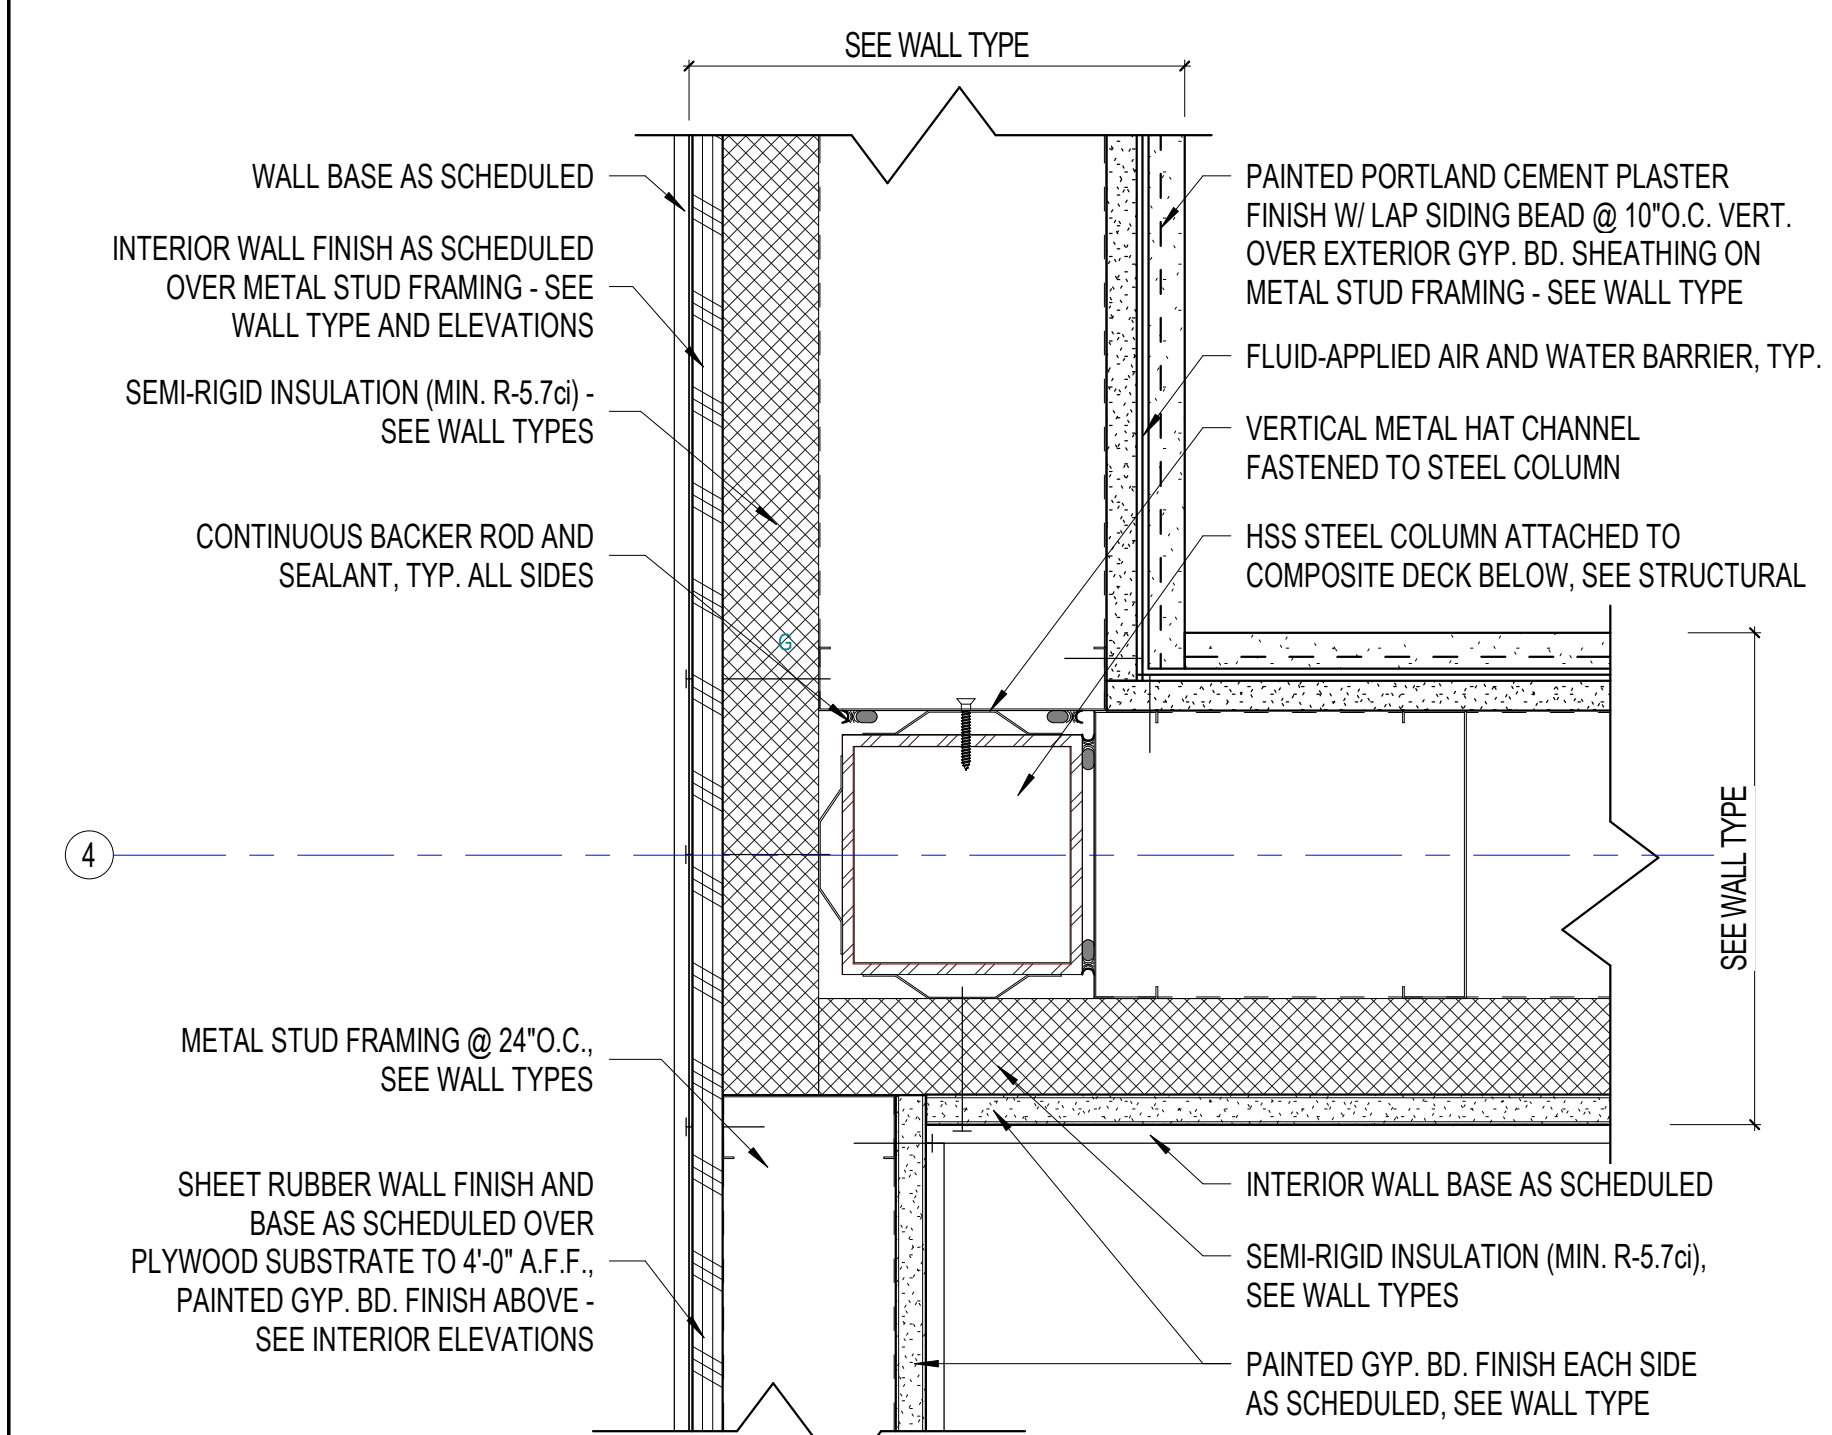 SEE WALL TYPE
WALL BASE AS SCHEDULED
INTERIOR WALL FINISH AS SCHEDULED
OVER METAL STUD FRAMING - SEE
WALL TYPE AND ELEVATIONS
SEMI-RIGID INSULATION (MIN. R-5.7ci) -
SEE WALL TYPES
CONTINUOUS BACKER ROD AND
SEALANT, TYP. ALL SIDES
G
4
METAL STUD FRAMING @ 24"O.C.,
SEE WALL TYPES
SHEET RUBBER WALL FINISH AND
BASE AS SCHEDULED OVER
PLYWOOD SUBSTRATE TO 4'-0" A.F.F.,
PAINTED GYP. BD. FINISH ABOVE -
SEE INTERIOR ELEVATIONS
PAINTED PORTLAND CEMENT PLASTER
FINISH W/ LAP SIDING BEAD @ 10"O.C. VERT.
OVER EXTERIOR GYP. BD. SHEATHING ON
METAL STUD FRAMING - SEE WALL TYPE
FLUID-APPLIED AIR AND WATER BARRIER, TYP.
VERTICAL METAL HAT CHANNEL
FASTENED TO STEEL COLUMN
HSS STEEL COLUMN ATTACHED TO
COMPOSITE DECK BELOW, SEE STRUCTURAL
SEE WALL TYPE
INTERIOR WALL BASE AS SCHEDULED
SEMI-RIGID INSULATION (MIN. R-5.7ci),
SEE WALL TYPES
PAINTED GYP. BD. FINISH EACH SIDE
AS SCHEDULED, SEE WALL TYPE